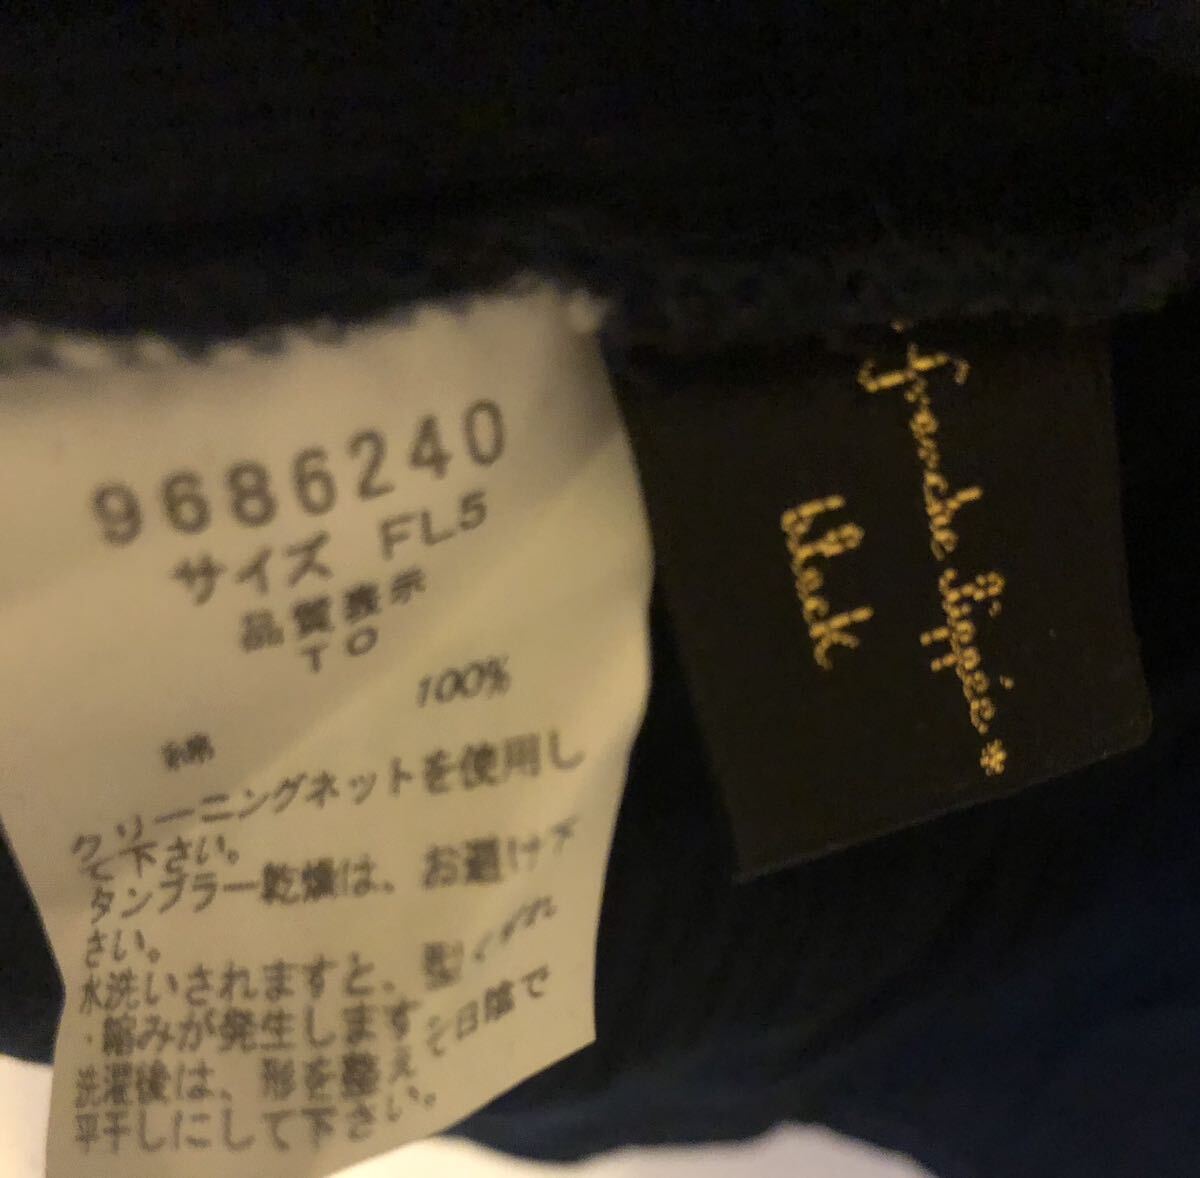 9686240
サイズ FL5
品質表示
TO
100%
綿
クリーニングネットを使用し
て下さい。
タンブラー乾燥は、お避け下
さい。
水洗いされますと、型くずれ
・縮みが発生します
洗濯後は、形を整えて日陰で
平干しにして下さい。
franche lippée*
black